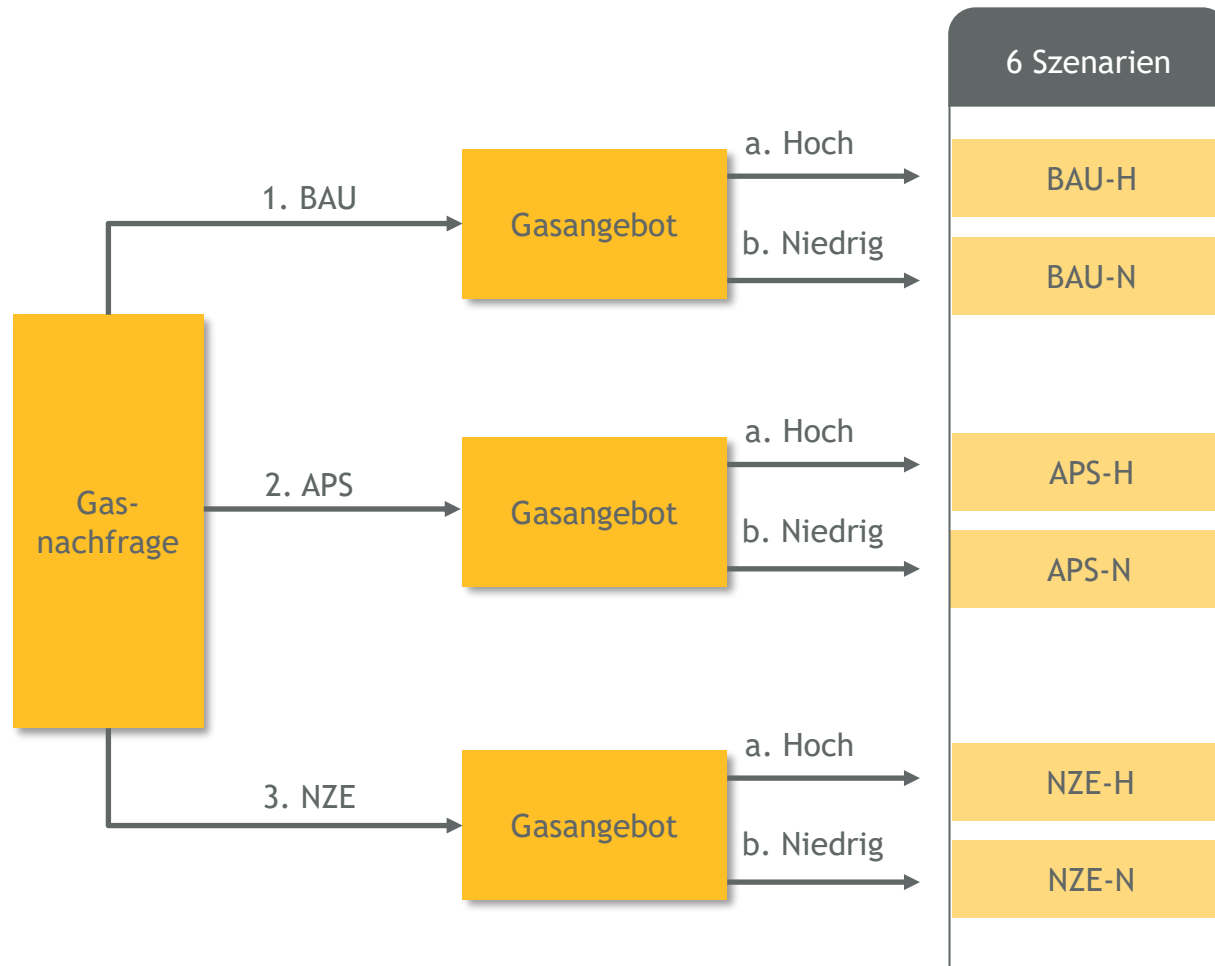 6 Szenarien
a. Hoch
1. BAU
Gasangebot
b. Niedrig
BAU-H
BAU-N
Gas-
nachfrage
2. APS
Gasangebot
a. Hoch
b. Niedrig
APS-H
APS-N
3. NZE
Gasangebot
a. Hoch
b. Niedrig
NZE-H
NZE-N